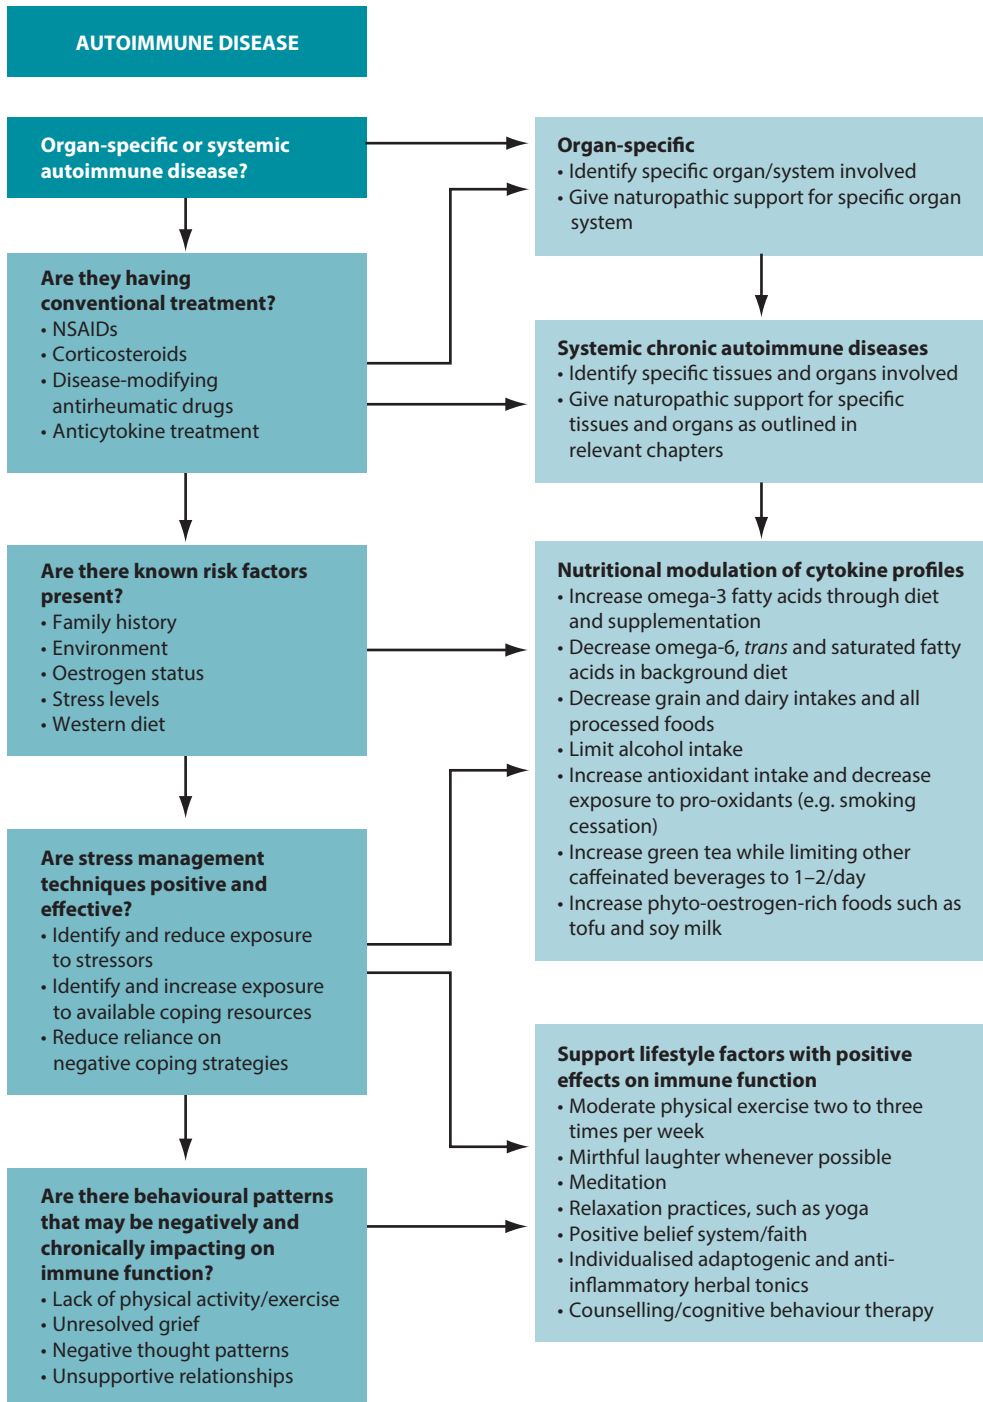 AUTOIMMUNE DISEASE
Organ-specific or systemic
autoimmune disease?
Are they having
conventional treatment?
• NSAIDs
• Corticosteroids
• Disease-modifying
antirheumatic drugs
• Anticytokine treatment
Are there known risk factors
present?
• Family history
• Environment
• Oestrogen status
• Stress levels
• Western diet
Are stress management
techniques positive and
effective?
• Identify and reduce exposure
to stressors
• Identify and increase exposure
to available coping resources
• Reduce reliance on
negative coping strategies
Are there behavioural patterns
that may be negatively and
chronically impacting on
immune function?
• Lack of physical activity/exercise
• Unresolved grief
• Negative thought patterns
• Unsupportive relationships
Organ-specific
• Identify specific organ/system involved
• Give naturopathic support for specific organ
system
Systemic chronic autoimmune diseases
• Identify specific tissues and organs involved
• Give naturopathic support for specific
tissues and organs as outlined in
relevant chapters
Nutritional modulation of cytokine profiles
• Increase omega-3 fatty acids through diet
and supplementation
• Decrease omega-6, trans and saturated fatty
acids in background diet
• Decrease grain and dairy intakes and all
processed foods
• Limit alcohol intake
• Increase antioxidant intake and decrease
exposure to pro-oxidants (e.g. smoking
cessation)
• Increase green tea while limiting other
caffeinated beverages to 1–2/day
• Increase phyto-oestrogen-rich foods such as
tofu and soy milk
Support lifestyle factors with positive
effects on immune function
• Moderate physical exercise two to three
times per week
• Mirthful laughter whenever possible
• Meditation
• Relaxation practices, such as yoga
• Positive belief system/faith
• Individualised adaptogenic and anti-
inflammatory herbal tonics
• Counselling/cognitive behaviour therapy